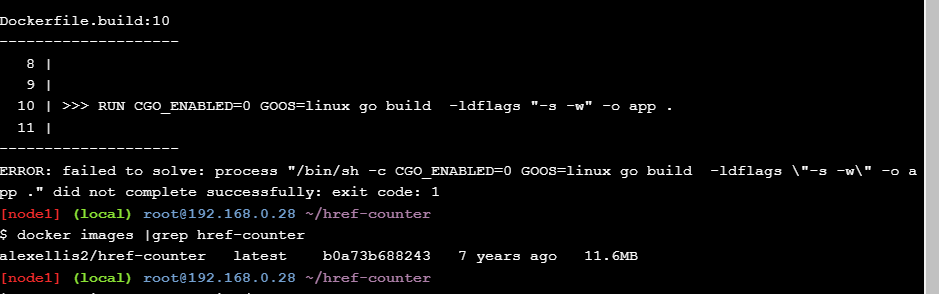 Dockerfile.build:10
--------------------
   8 |
   9 |
  10 | >>> RUN CGO_ENABLED=0 GOOS=linux go build  -ldflags "-s -w" -o app .
  11 |
--------------------
ERROR: failed to solve: process "/bin/sh -c CGO_ENABLED=0 GOOS=linux go build  -ldflags \"-s -w\" -o a
pp ." did not complete successfully: exit code: 1
[node1] (local) root@192.168.0.28 ~/href-counter
$ docker images |grep href-counter
alexellis2/href-counter   latest    b0a73b688243   7 years ago   11.6MB
[node1] (local) root@192.168.0.28 ~/href-counter